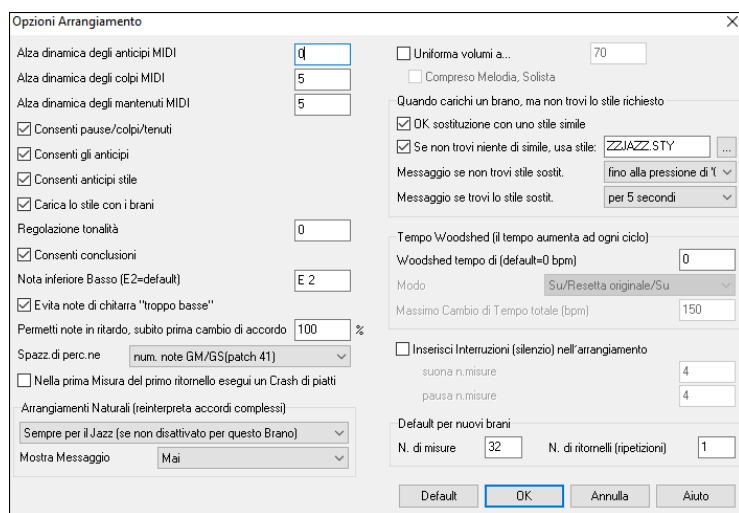 Opzioni Arrangiamento
Alza dinamica degli anticipi MIDI 0
Alza dinamica degli colpi MIDI 5
Alza dinamica degli mantenuti MIDI 5
Consenti pause/colpi/tenuti
Consenti gli anticipi
Consenti anticipi stile
Carica lo stile con i brani
Regolazione tonalità 0
Consenti conclusioni
Nota inferiore Basso (E2=default) E 2
Evita note di chitarra "troppo basse"
Permetti note in ritardo, subito prima cambio di accordo 100 %
Spazz.di perc.ne num. note GM/GS(patch 41)
Nella prima Misura del primo ritornello esegui un Crash di piatti
Arrangiamenti Naturali (reinterpreta accordi complessi)
Sempre per il Jazz (se non disattivato per questo Brano)
Mostra Messaggio Mai
Uniforma volumi a... 70
Compreso Melodia, Solista
Quando carichi un brano, ma non trovi lo stile richiesto
OK sostituzione con uno stile simile
Se non trovi niente di simile, usa stile: ZZJAZZ.STY ...
Messaggio se non trovi stile sostit. fino alla pressione di '
Messaggio se trovi lo stile sostit. per 5 secondi
Tempo Woodshed (il tempo aumenta ad ogni ciclo)
Woodshed tempo di (default=0 bpm) 0
Modo Su/Resetta originale/Su
Massimo Cambio di Tempo totale (bpm) 150
Inserisci Interruzioni (silenzio) nell'arrangiamento
suona n.misure 4
pausa n.misure 4
Default per nuovi brani
N. di misure 32 N. di ritornelli (ripetizioni) 1
Default OK Annulla Aiuto